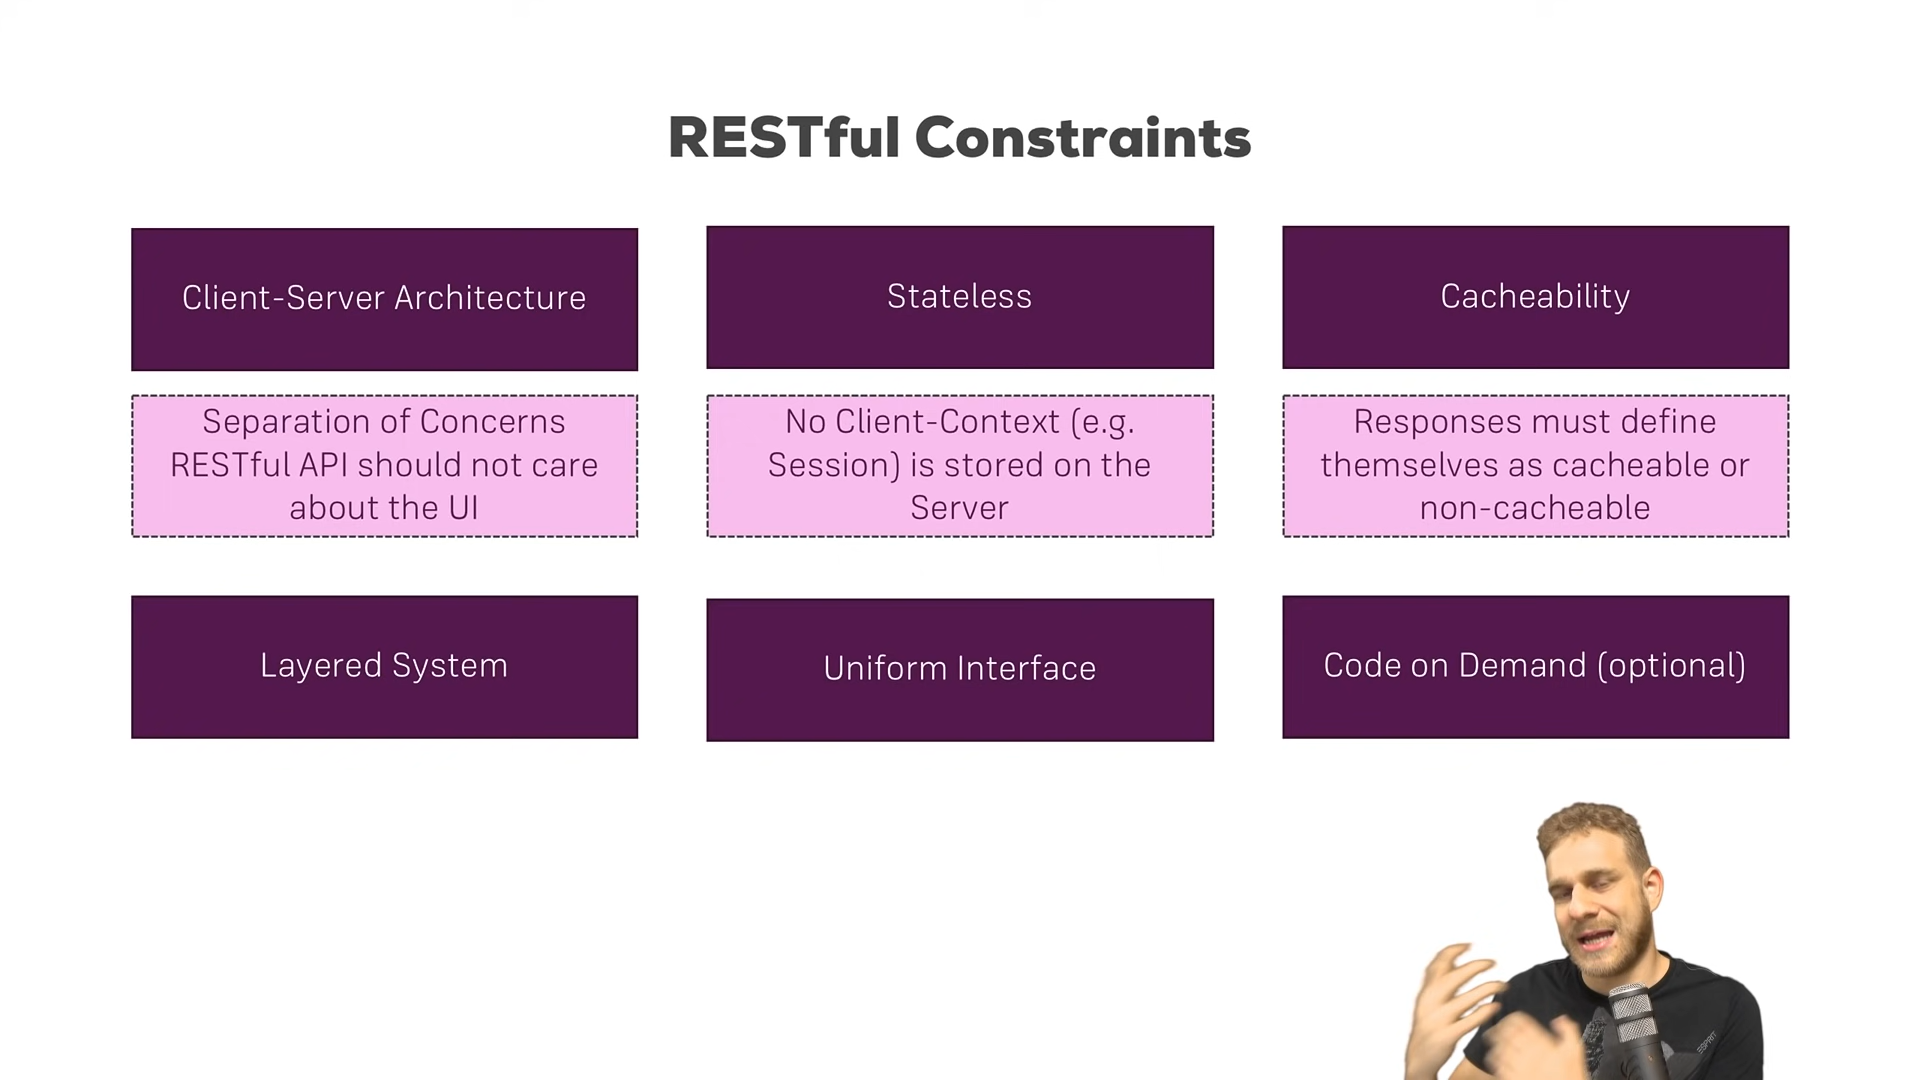 RESTful Constraints
Client-Server Architecture
Stateless
Cacheability
Separation of Concerns
RESTful API should not care
about the UI
No Client-Context (e.g.
Session) is stored on the
Server
Responses must define
themselves as cacheable or
non-cacheable
Layered System
Uniform Interface
Code on Demand (optional)
ESPRIT